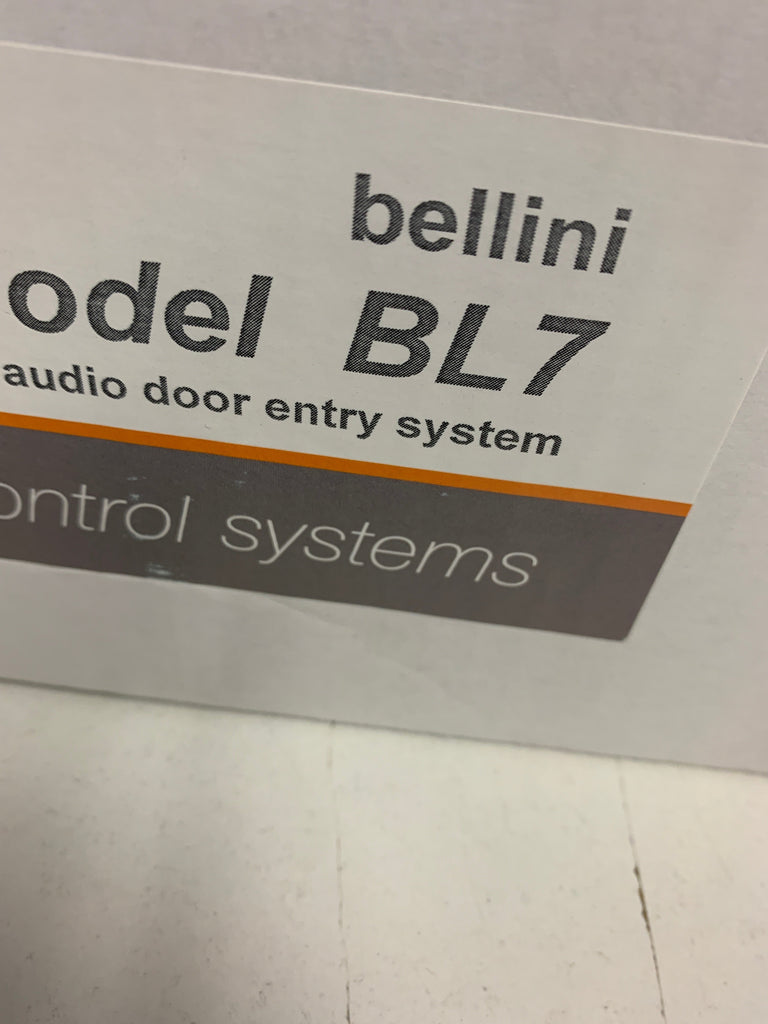 bellini
odel BL7
audio door entry system
ontrol systems